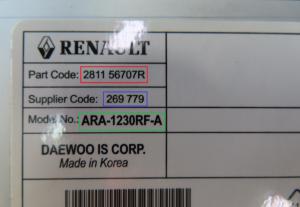 RENAULT
Part Code: 2811 56707R
Supplier Code: 269 779
Model No.: ARA-1230RF-A
DAEWOO IS CORP.
Made in Korea